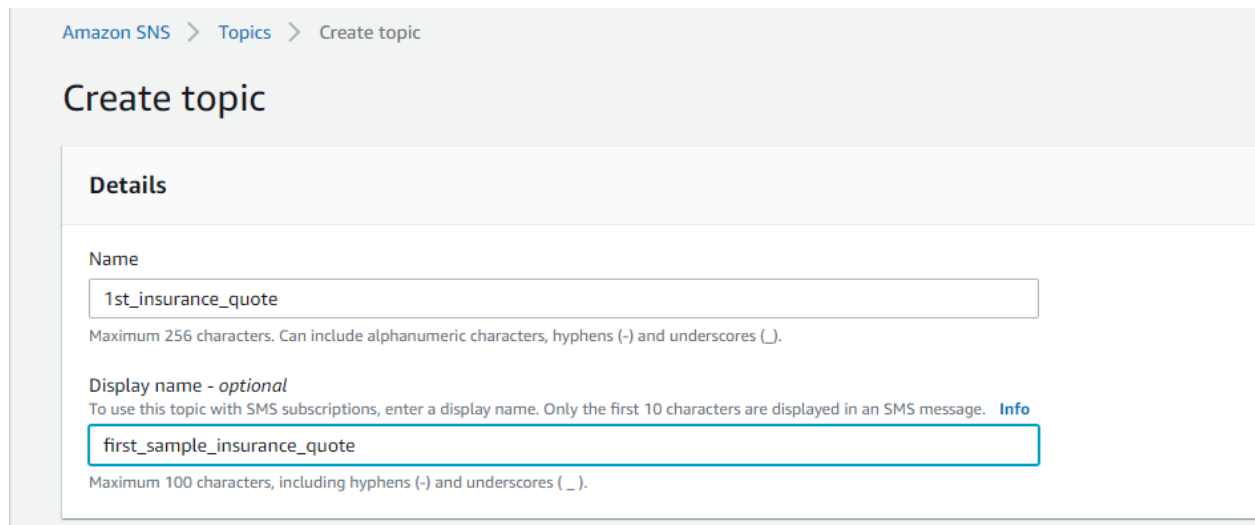 Amazon SNS > Topics > Create topic
Create topic
Details
Name
1st_insurance_quote
Maximum 256 characters. Can include alphanumeric characters, hyphens (-) and underscores (_).
Display name - optional
To use this topic with SMS subscriptions, enter a display name. Only the first 10 characters are displayed in an SMS message. Info
first_sample_insurance_quote
Maximum 100 characters, including hyphens (-) and underscores ( _ ).